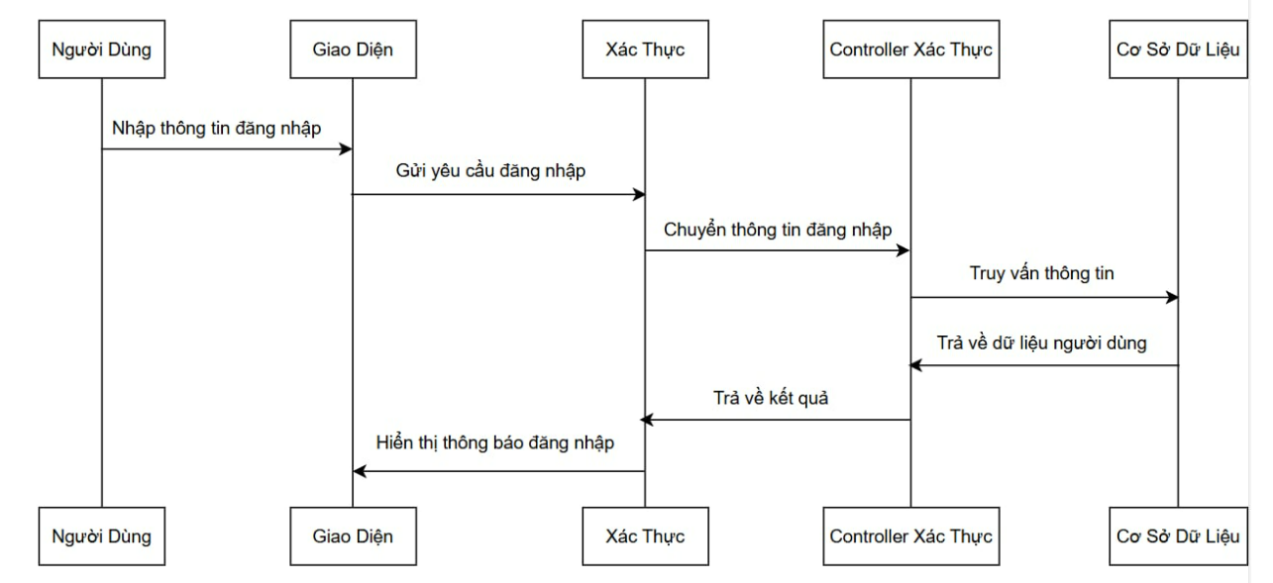 Người Dùng
Giao Diện
Xác Thực
Controller Xác Thực
Cơ Sở Dữ Liệu
Nhập thông tin đăng nhập
Gửi yêu cầu đăng nhập
Chuyển thông tin đăng nhập
Truy vấn thông tin
Trả về dữ liệu người dùng
Trả về kết quả
Hiển thị thông báo đăng nhập
Người Dùng
Giao Diện
Xác Thực
Controller Xác Thực
Cơ Sở Dữ Liệu